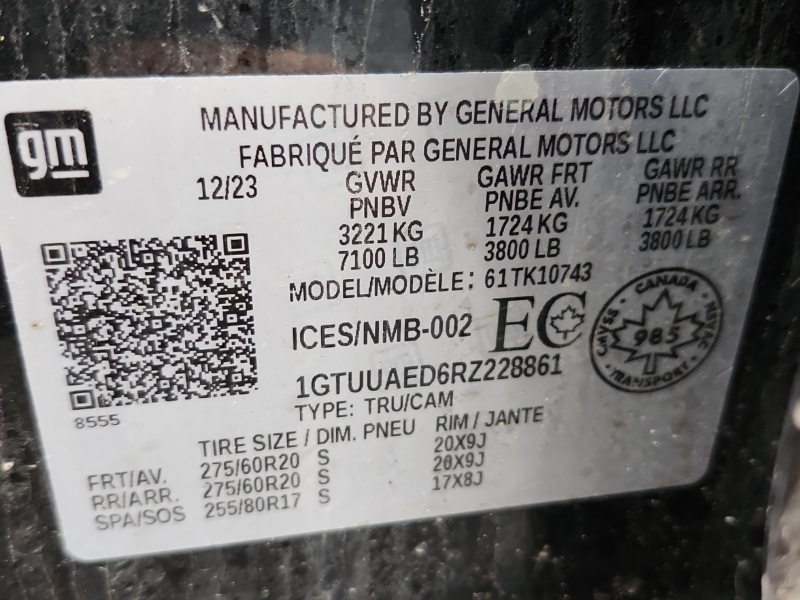 gm
MANUFACTURED BY GENERAL MOTORS LLC
FABRIQUÉ PAR GENERAL MOTORS LLC
12/23 GVWR GAWR FRT GAWR RR
PNBV PNBE AV. PNBE ARR.
3221 KG 1724 KG 1724 KG
7100 LB 3800 LB 3800 LB
MODEL/MODÈLE: 61TK10743
ICES/NMB-002 EC
CANADA
CMVSS 985 NSVAC
TRANSPORT
1GTUUAED6RZ228861
TYPE: TRU/CAM
8555
TIRE SIZE / DIM. PNEU RIM / JANTE
FRT/AV. 275/60R20 S 20X9J
RR/ARR. 275/60R20 S 20X9J
SPA/SOS 255/80R17 S 17X8J